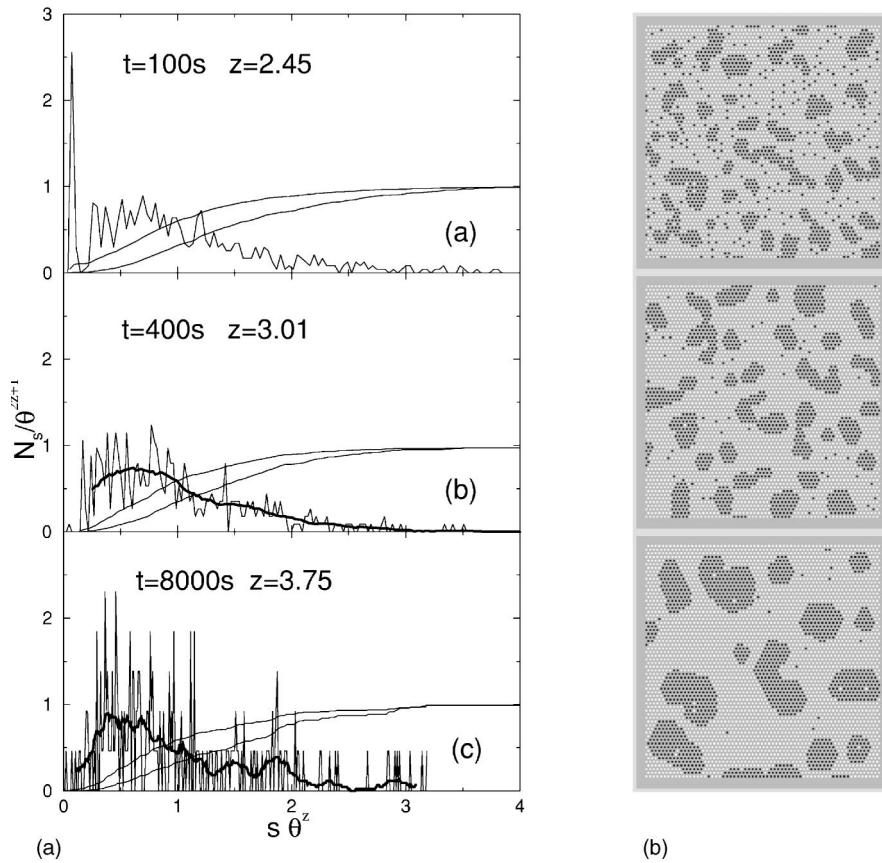 3
t=100s z=2.45
2
1
(a)
0
t=400s z=3.01
2
N_s/θ^{2z+1}
1
(b)
0
t=8000s z=3.75
2
1
(c)
0
0 1 2 3 4
s θ^z
(a) (b)